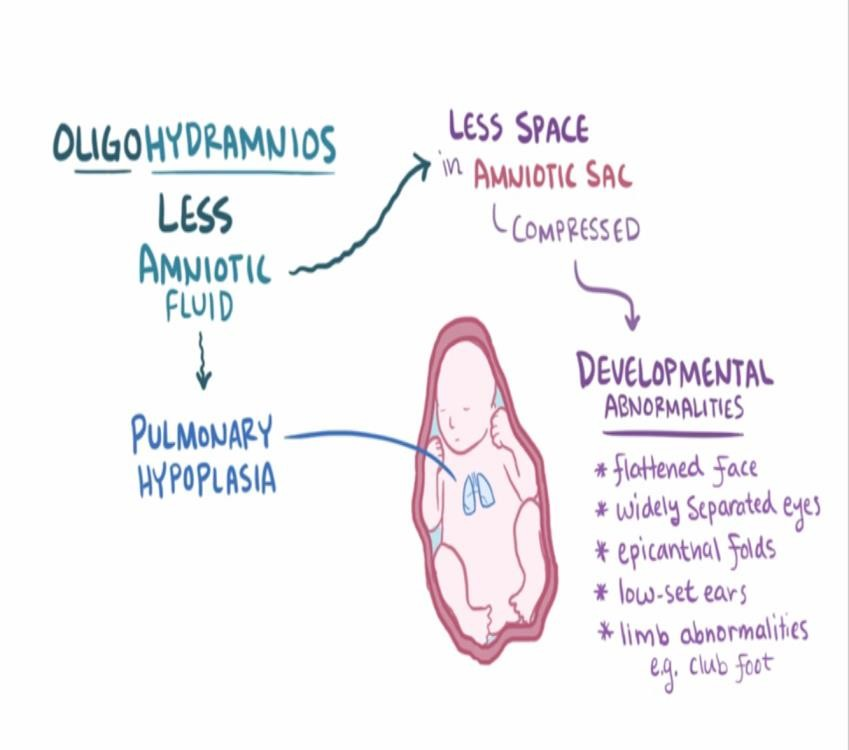 OLIGOHYDRAMNIOS
LESS
AMNIOTIC
FLUID
PULMONARY
HYPOPLASIA
LESS SPACE
in AMNIOTIC SAC
COMPRESSED
DEVELOPMENTAL
ABNORMALITIES
* flattened face
* widely separated eyes
* epicanthal folds
* low-set ears
* limb abnormalities
e.g. club foot